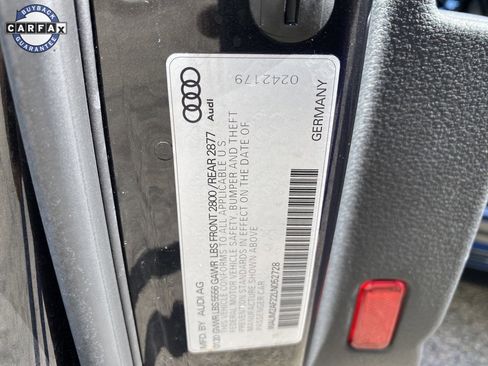 BUYBACK
CARFAX
GUARANTEE
0242179
Audi
GERMANY
MFD. BY AUDI AG
01/20 GVWR LBS 5556 GAWR LBS FRONT 2800 / REAR 2877
THIS VEHICLE CONFORMS TO ALL APPLICABLE U.S.
FEDERAL MOTOR VEHICLE SAFETY, BUMPER AND THEFT
PREVENTION STANDARDS IN EFFECT ON THE DATE OF
MANUFACTURE SHOWN ABOVE.
PASSENGER CAR